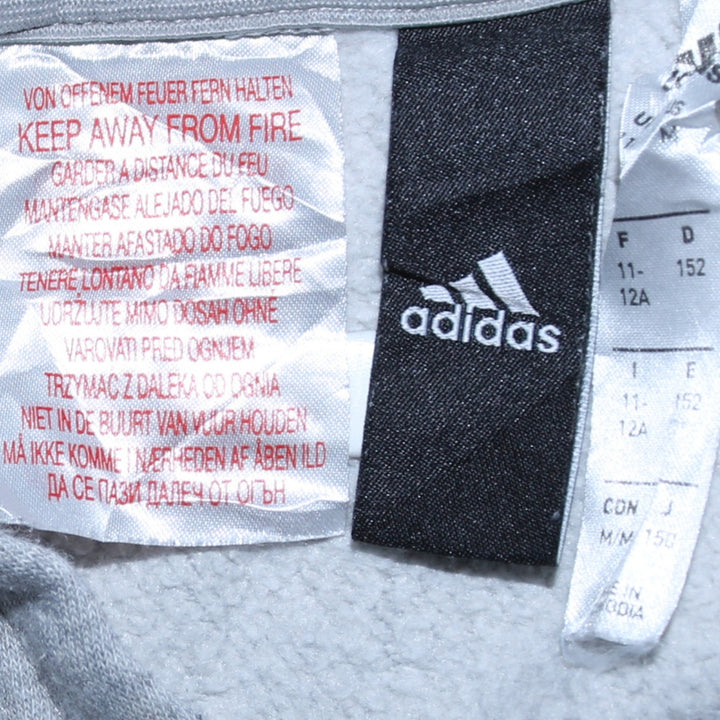 VON OFFENEM FEUER FERN HALTEN
KEEP AWAY FROM FIRE
GARDER A DISTANCE DU FEU
MANTENGASE ALEJADO DEL FUEGO
MANTER AFASTADO DO FOGO
TENERE LONTANO DA FIAMME LIBERE
UDRŽUJTE MIMO DOSAH OHNĚ
VAROVATI PRED OGNJEM
TRZYMAC Z DALEKA OD OGNIA
NIET IN DE BUURT VAN VUUR HOUDEN
MÅ IKKE KOMME I NÆRHEDEN AF ÅBEN ILD
ДА СЕ ПАЗИ ДАЛЕЧ ОТ ОГЪН
adidas
F D
11- 152
12A
I E
11- 152
12A
CDN J
M/M 150